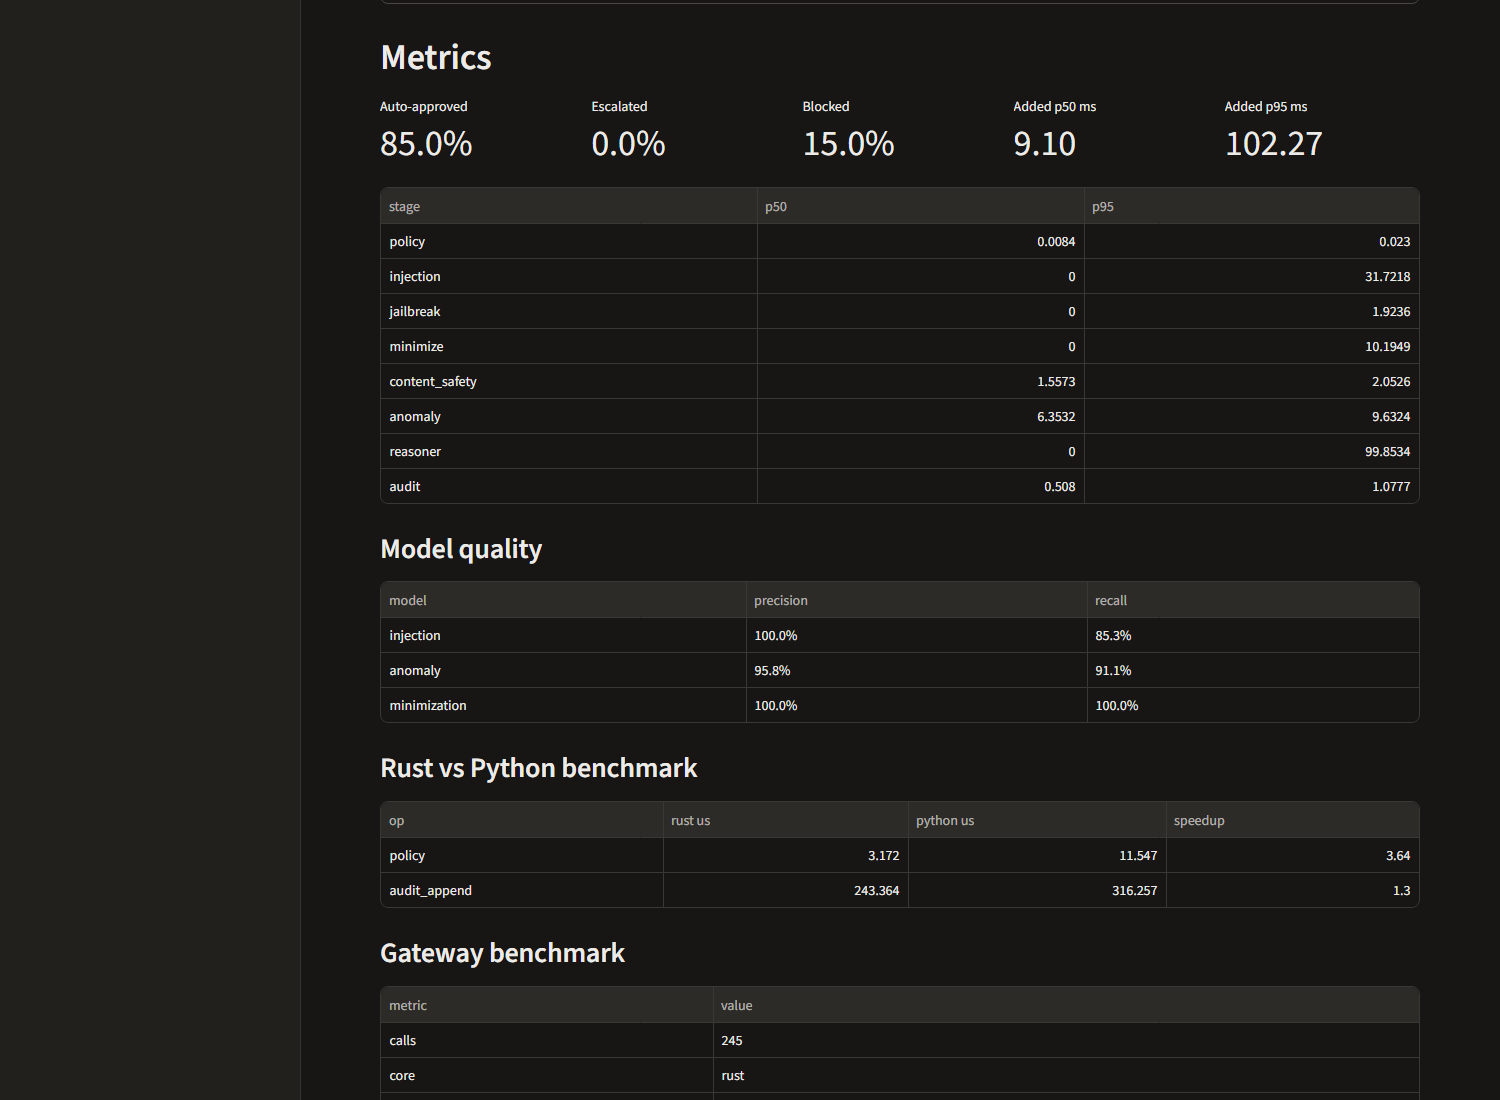 Metrics
Auto-approved Escalated Blocked Added p50 ms Added p95 ms
85.0% 0.0% 15.0% 9.10 102.27
stage p50 p95
policy 0.0084 0.023
injection 0 31.7218
jailbreak 0 1.9236
minimize 0 10.1949
content_safety 1.5573 2.0526
anomaly 6.3532 9.6324
reasoner 0 99.8534
audit 0.508 1.0777
Model quality
model precision recall
injection 100.0% 85.3%
anomaly 95.8% 91.1%
minimization 100.0% 100.0%
Rust vs Python benchmark
op rust us python us speedup
policy 3.172 11.547 3.64
audit_append 243.364 316.257 1.3
Gateway benchmark
metric value
calls 245
core rust